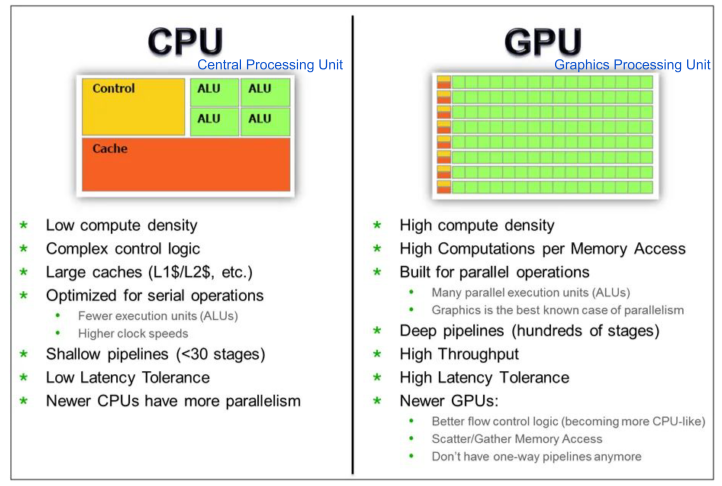 CPU
Central Processing Unit
Control
ALU
ALU
ALU
ALU
Cache
* Low compute density
* Complex control logic
* Large caches (L1$/L2$, etc.)
* Optimized for serial operations
• Fewer execution units (ALUs)
• Higher clock speeds
* Shallow pipelines (<30 stages)
* Low Latency Tolerance
* Newer CPUs have more parallelism
GPU
Graphics Processing Unit
* High compute density
* High Computations per Memory Access
* Built for parallel operations
• Many parallel execution units (ALUs)
• Graphics is the best known case of parallelism
* Deep pipelines (hundreds of stages)
* High Throughput
* High Latency Tolerance
* Newer GPUs:
• Better flow control logic (becoming more CPU-like)
• Scatter/Gather Memory Access
• Don't have one-way pipelines anymore